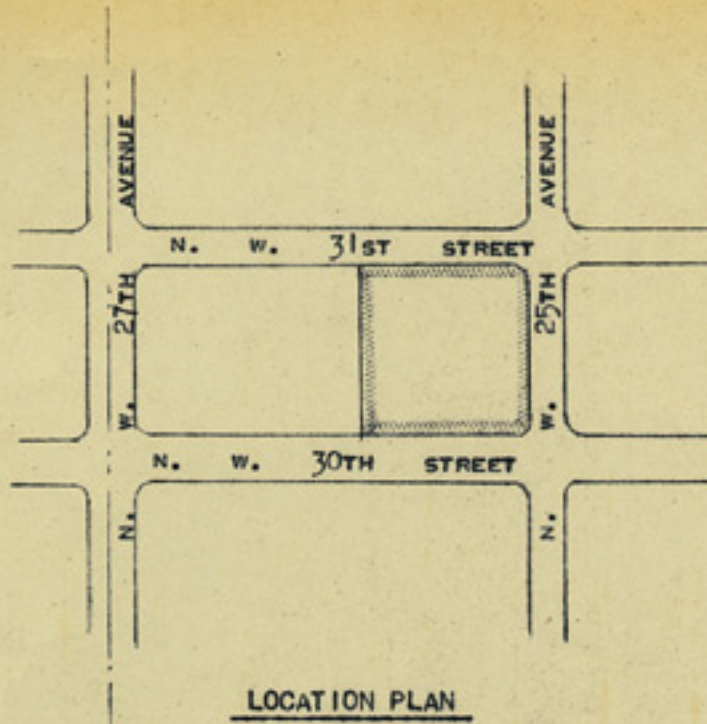 N. W. 27TH AVENUE
N. W. 25TH AVENUE
N. W. 31ST STREET
N. W. 30TH STREET
LOCATION PLAN